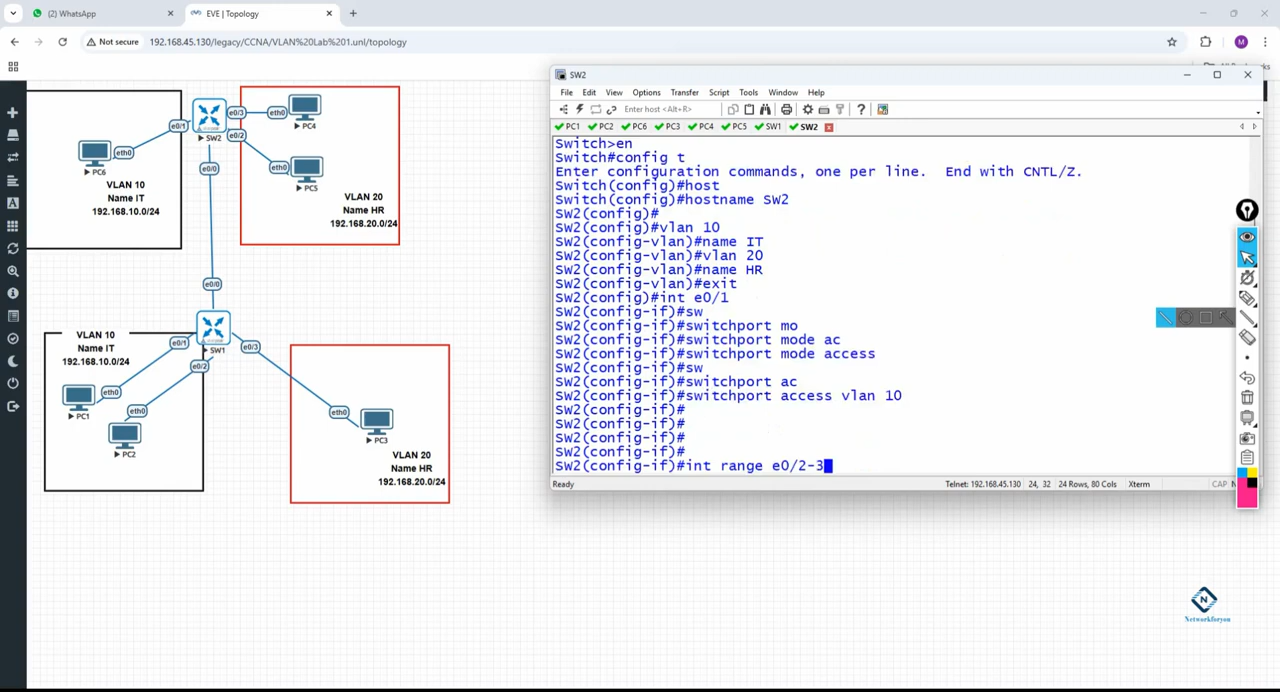 (2) WhatsApp
EVE | Topology
Not secure
192.168.45.130/legacy/CCNA/VLAN%20Lab%201.unl/topology
M
SW2
File Edit View Options Transfer Script Tools Window Help
Enter host <Alt+R>
PC1 PC2 PC6 PC3 PC4 PC5 SW1 SW2
Switch>en
Switch#config t
Enter configuration commands, one per line.  End with CNTL/Z.
Switch(config)#host
Switch(config)#hostname SW2
SW2(config)#
SW2(config)#vlan 10
SW2(config-vlan)#name IT
SW2(config-vlan)#vlan 20
SW2(config-vlan)#name HR
SW2(config-vlan)#exit
SW2(config)#int e0/1
SW2(config-if)#sw
SW2(config-if)#switchport mo
SW2(config-if)#switchport mode ac
SW2(config-if)#switchport mode access
SW2(config-if)#sw
SW2(config-if)#switchport ac
SW2(config-if)#switchport access vlan 10
SW2(config-if)#
SW2(config-if)#
SW2(config-if)#
SW2(config-if)#
SW2(config-if)#int range e0/2-3
Ready
Telnet: 192.168.45.130
24, 32
24 Rows, 80 Cols
Xterm
CAP
e0/3
eth0
PC4
e0/1
SW2
e0/2
eth0
PC6
eth0
PC5
e0/0
VLAN 10
Name IT
192.168.10.0/24
VLAN 20
Name HR
192.168.20.0/24
e0/0
VLAN 10
Name IT
192.168.10.0/24
e0/1
SW1
e0/3
e0/2
eth0
PC1
eth0
PC2
eth0
PC3
VLAN 20
Name HR
192.168.20.0/24
N
Networkforyou